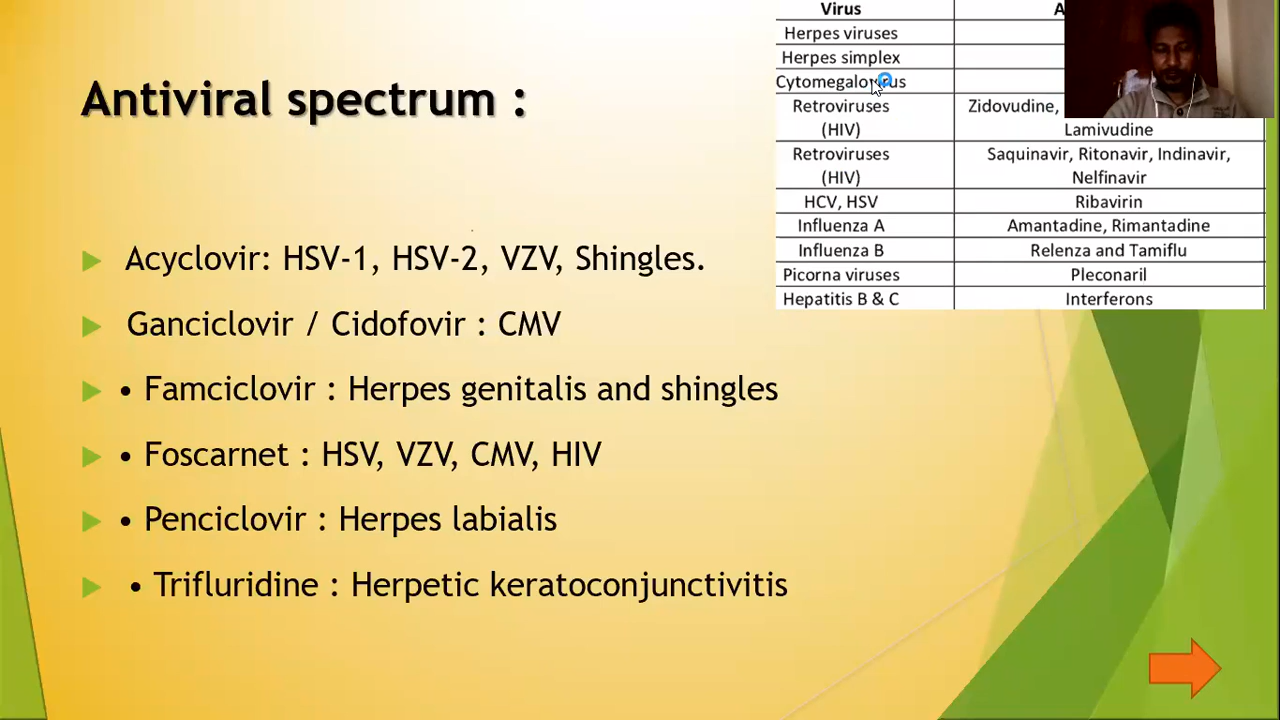 Antiviral spectrum :
Acyclovir: HSV-1, HSV-2, VZV, Shingles.
Ganciclovir / Cidofovir : CMV
• Famciclovir : Herpes genitalis and shingles
• Foscarnet : HSV, VZV, CMV, HIV
• Penciclovir : Herpes labialis
• Trifluridine : Herpetic keratoconjunctivitis
Virus A
Herpes viruses
Herpes simplex
Cytomegalovirus
Retroviruses Zidovudine,
(HIV) Lamivudine
Retroviruses Saquinavir, Ritonavir, Indinavir,
(HIV) Nelfinavir
HCV, HSV Ribavirin
Influenza A Amantadine, Rimantadine
Influenza B Relenza and Tamiflu
Picorna viruses Pleconaril
Hepatitis B & C Interferons